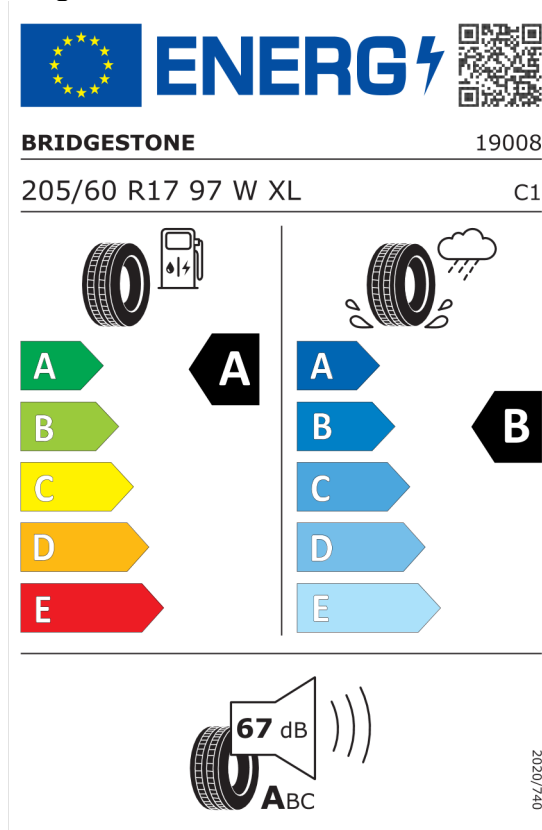 ENERG
BRIDGESTONE 19008
205/60 R17 97 W XL C1
A A A
B B B
C C
D D
E E
67 dB
ABC
2020/740